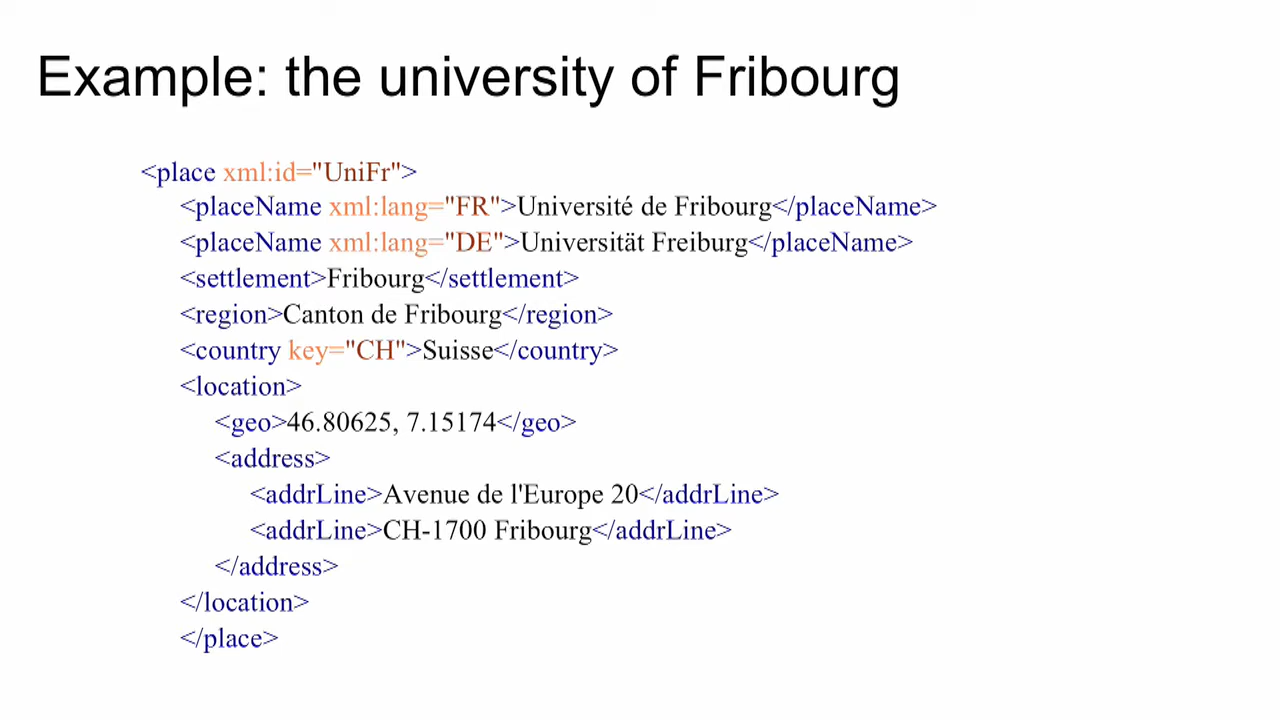 Example: the university of Fribourg
<place xml:id="UniFr">
<placeName xml:lang="FR">Université de Fribourg</placeName>
<placeName xml:lang="DE">Universität Freiburg</placeName>
<settlement>Fribourg</settlement>
<region>Canton de Fribourg</region>
<country key="CH">Suisse</country>
<location>
<geo>46.80625, 7.15174</geo>
<address>
<addrLine>Avenue de l'Europe 20</addrLine>
<addrLine>CH-1700 Fribourg</addrLine>
</address>
</location>
</place>